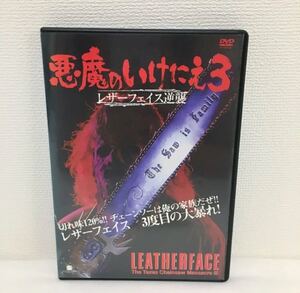 DVD
悪魔のいけにえ3
レザーフェイス逆襲
The Saw is family
切れ味120%!! チェーンソーは俺の家族だぜ!!
レザーフェイス 3度目の大暴れ!
LEATHERFACE
The Texas Chainsaw Massacre III